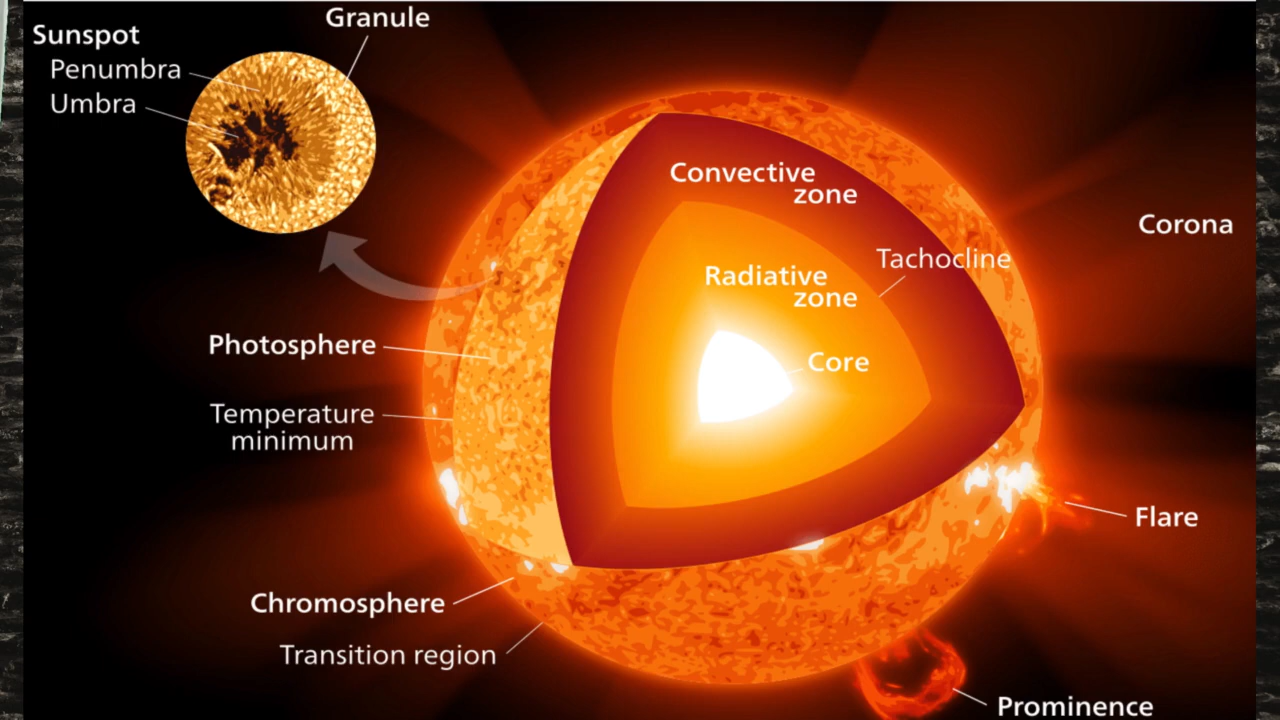 Granule
Sunspot
Penumbra
Umbra
Convective
zone
Corona
Tachocline
Radiative
zone
Photosphere
Core
Temperature
minimum
Flare
Chromosphere
Transition region
Prominence